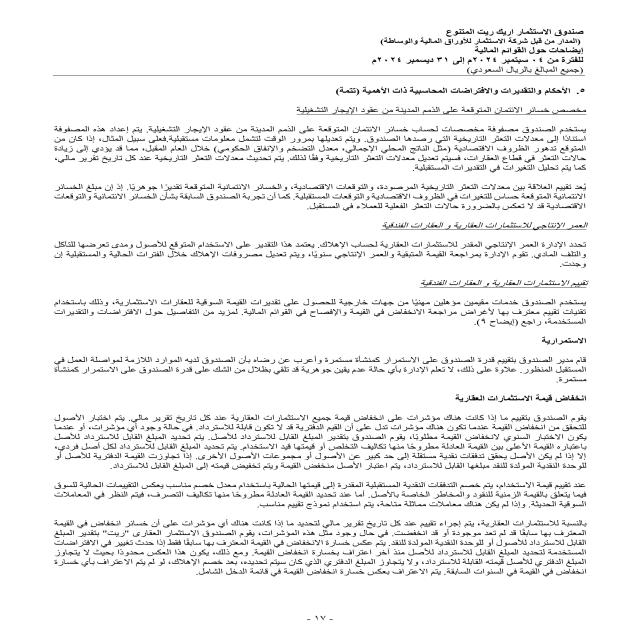 صندوق الاستثمار اريك ريت المتنوع
(المدار من قبل شركة الاستثمار للأوراق المالية والوساطة)
إيضاحات حول القوائم المالية
للفترة من ٠٤ سبتمبر ٢٠٢٤م إلى ٣١ ديسمبر ٢٠٢٤م
(جميع المبالغ بالريال السعودي)
٥. الأحكام والتقديرات والافتراضات المحاسبية ذات الأهمية (تتمة)
مخصص خسائر الائتمان المتوقعة على الذمم المدينة من عقود الإيجار التشغيلية
يستخدم الصندوق مصفوفة مخصصات لحساب خسائر الائتمان المتوقعة على الذمم المدينة من عقود الإيجار التشغيلية. يتم إعداد هذه المصفوفة
استنادًا إلى معدلات التعثر التاريخية التي رصدها الصندوق. ويتم تعديلها بمرور الوقت لتشمل معلومات مستقبلية.فعلى سبيل المثال، إذا كان من
المتوقع تدهور الظروف الاقتصادية (مثل الناتج المحلي الإجمالي، معدل التضخم والإنفاق الحكومي) خلال العام المقبل، مما قد يؤدي إلى زيادة
حالات التعثر في قطاع العقارات، فسيتم تعديل معدلات التعثر التاريخية وفقًا لذلك. يتم تحديث معدلات التعثر التاريخية عند كل تاريخ تقرير مالي،
كما يتم تحليل التغيرات في التقديرات المستقبلية.
يُعد تقييم العلاقة بين معدلات التعثر التاريخية المرصودة، والتوقعات الاقتصادية، والخسائر الائتمانية المتوقعة تقديرًا جوهريًا. إذ إن مبلغ الخسائر
الائتمانية المتوقعة حساس للتغيرات في الظروف الاقتصادية و التوقعات المستقبلية. كما أن تجربة الصندوق السابقة بشأن الخسائر الائتمانية والتوقعات
الاقتصادية قد لا تعكس بالضرورة حالات التعثر الفعلية للعملاء في المستقبل.
العمر الإنتاجي للاستثمارات العقارية و العقارات الفندقية
تحدد الإدارة العمر الإنتاجي المقدر للاستثمارات العقارية لحساب الإهلاك. يعتمد هذا التقدير على الاستخدام المتوقع للأصول ومدى تعرضها للتآكل
والتلف المادي. تقوم الإدارة بمراجعة القيمة المتبقية والعمر الإنتاجي سنويًا، ويتم تعديل مصروفات الإهلاك خلال الفترات الحالية والمستقبلية إن
وجدت.
تقييم الاستثمارات العقارية و العقارات الفندقية
يستخدم الصندوق خدمات مقيمين مؤهلين مهنيًا من جهات خارجية للحصول على تقديرات القيمة السوقية للعقارات الاستثمارية، وذلك باستخدام
تقنيات تقييم معترف بها لأغراض مراجعة الانخفاض في القيمة والإفصاح في القوائم المالية. لمزيد من التفاصيل حول الافتراضات والتقديرات
المستخدمة، راجع (إيضاح ٩).
الاستمرارية
قام مدير الصندوق بتقييم قدرة الصندوق على الاستمرار كمنشأة مستمرة وأعرب عن رضاه بأن الصندوق لديه الموارد اللازمة لمواصلة العمل في
المستقبل المنظور. علاوة على ذلك، لا تعلم الإدارة بأي حالة عدم يقين جوهرية قد تلقي بظلال من الشك على قدرة الصندوق على الاستمرار كمنشأة
مستمرة.
انخفاض قيمة الاستثمارات العقارية
يقوم الصندوق بتقييم ما إذا كانت هناك مؤشرات على انخفاض قيمة جميع الاستثمارات العقارية عند كل تاريخ تقرير مالي. يتم اختبار الأصول
للتحقق من انخفاض القيمة عندما تكون هناك مؤشرات تدل على أن القيم الدفترية قد لا تكون قابلة للاسترداد. في حالة وجود أي مؤشرات، أو عندما
يكون الاختبار السنوي لانخفاض القيمة مطلوبًا، يقوم الصندوق بتقدير المبلغ القابل للاسترداد للأصل. يتم تحديد المبلغ القابل للاسترداد للأصل
باعتباره القيمة الأعلى بين القيمة العادلة مطروحًا منها تكاليف التخلص أو قيمتها قيد الاستخدام. يتم تحديد المبلغ القابل للاسترداد لكل أصل فردي،
إلا إذا لم يكن الأصل يحقق تدفقات نقدية مستقلة إلى حد كبير عن الأصول أو مجموعات الأصول الأخرى. إذا تجاوزت القيمة الدفترية للأصل أو
للوحدة النقدية المولدة للنقد مبلغها القابل للاسترداد، يتم اعتبار الأصل منخفض القيمة ويتم تخفيض قيمته إلى المبلغ القابل للاسترداد.
عند تقييم قيمة الاستخدام، يتم خصم التدفقات النقدية المستقبلية المقدرة إلى قيمتها الحالية باستخدام معدل خصم مناسب يعكس التقييمات الحالية للسوق
فيما يتعلق بالقيمة الزمنية للنقود والمخاطر الخاصة بالأصل. أما عند تحديد القيمة العادلة مطروحًا منها تكاليف التصرف، فيتم النظر في المعاملات
السوقية الحديثة. وإذا لم يكن هناك معاملات مماثلة متاحة، يتم استخدام نموذج تقييم مناسب.
بالنسبة للاستثمارات العقارية، يتم إجراء تقييم عند كل تاريخ تقرير مالي لتحديد ما إذا كانت هناك أي مؤشرات على أن خسائر انخفاض في القيمة
المعترف بها سابقًا قد لم تعد موجودة أو قد انخفضت. في حال وجود مثل هذه المؤشرات، يقوم الصندوق الاستثمار العقاري "ريت" بتقدير المبلغ
القابل للاسترداد للأصول أو للوحدة النقدية المولدة للنقد. يتم عكس خسارة الانخفاض في القيمة المعترف بها سابقًا فقط إذا حدث تغيير في الافتراضات
المستخدمة لتحديد المبلغ القابل للاسترداد للأصل منذ آخر اعتراف بخسارة انخفاض القيمة. ومع ذلك، يكون هذا العكس محدودًا بحيث لا يتجاوز
المبلغ الدفتري للأصل قيمته القابلة للاسترداد، ولا يتجاوز المبلغ الدفتري الذي كان سيتم تحديده، بعد خصم الإهلاك، لو لم يتم الاعتراف بأي خسارة
انخفاض في القيمة في السنوات السابقة. يتم الاعتراف بعكس خسارة انخفاض القيمة في قائمة الدخل الشامل.
- ١٧ -